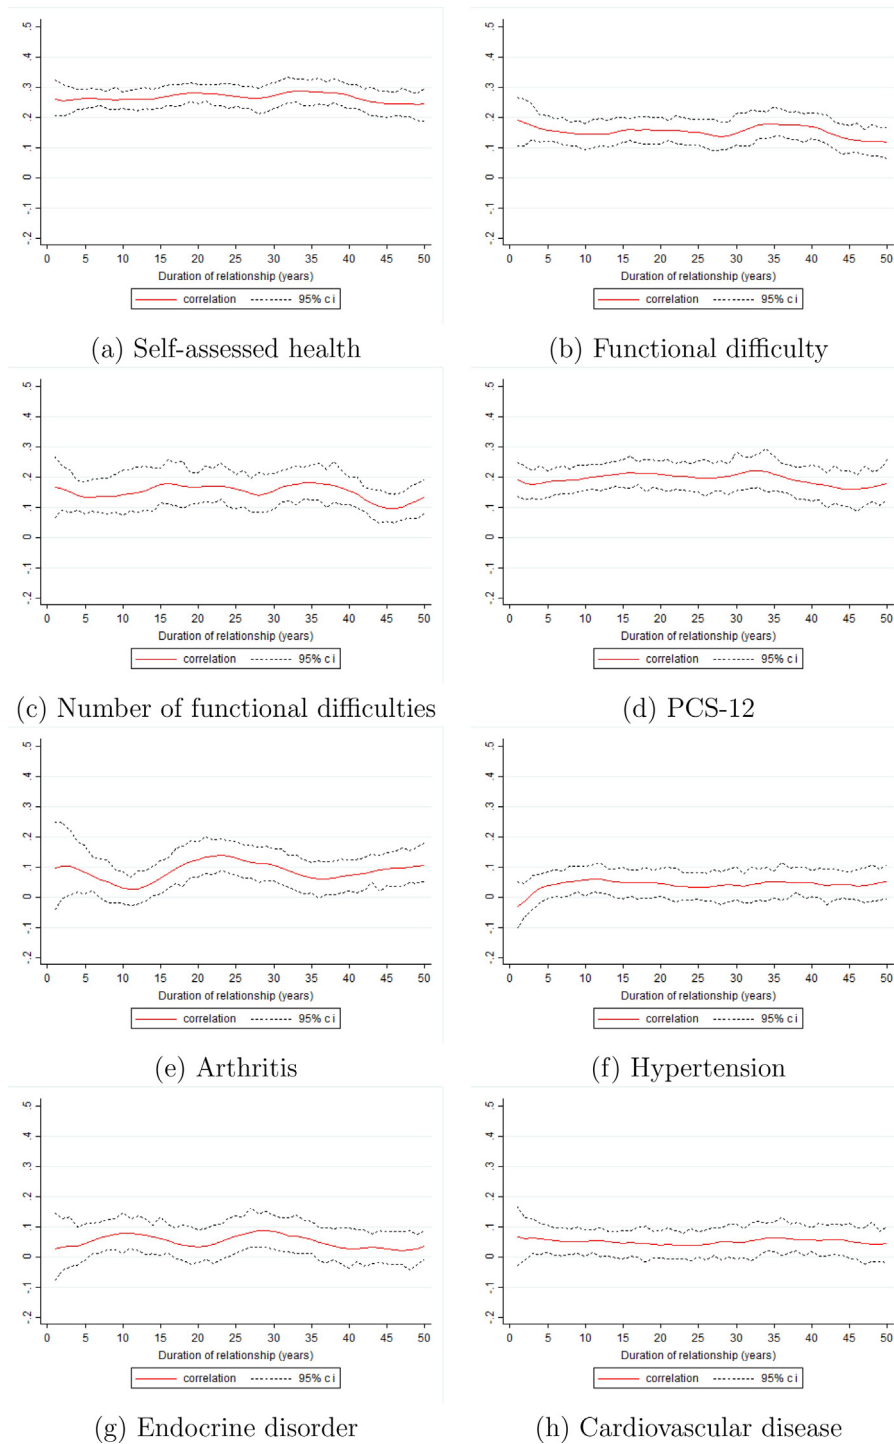 .5 .4 .3 .2 .1 0 -.1 -.2
0 5 10 15 20 25 30 35 40 45 50
Duration of relationship (years)
correlation 95% c i
(a) Self-assessed health
.5 .4 .3 .2 .1 0 -.1 -.2
0 5 10 15 20 25 30 35 40 45 50
Duration of relationship (years)
correlation 95% c i
(b) Functional difficulty
.5 .4 .3 .2 .1 0 -.1 -.2
0 5 10 15 20 25 30 35 40 45 50
Duration of relationship (years)
correlation 95% c i
(c) Number of functional difficulties
.5 .4 .3 .2 .1 0 -.1 -.2
0 5 10 15 20 25 30 35 40 45 50
Duration of relationship (years)
correlation 95% c i
(d) PCS-12
.5 .4 .3 .2 .1 0 -.1 -.2
0 5 10 15 20 25 30 35 40 45 50
Duration of relationship (years)
correlation 95% c i
(e) Arthritis
.5 .4 .3 .2 .1 0 -.1 -.2
0 5 10 15 20 25 30 35 40 45 50
Duration of relationship (years)
correlation 95% c i
(f) Hypertension
.5 .4 .3 .2 .1 0 -.1 -.2
0 5 10 15 20 25 30 35 40 45 50
Duration of relationship (years)
correlation 95% c i
(g) Endocrine disorder
.5 .4 .3 .2 .1 0 -.1 -.2
0 5 10 15 20 25 30 35 40 45 50
Duration of relationship (years)
correlation 95% c i
(h) Cardiovascular disease